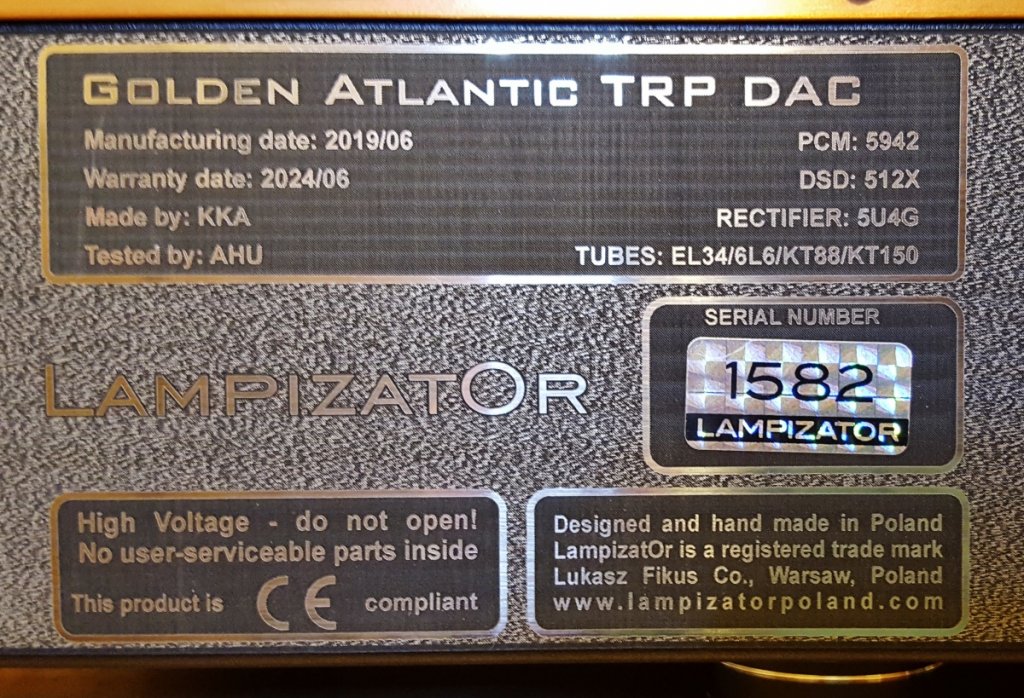 GOLDEN ATLANTIC TRP DAC
Manufacturing date: 2019/06 PCM: 5942
Warranty date: 2024/06 DSD: 512X
Made by: KKA RECTIFIER: 5U4G
Tested by: AHU TUBES: EL34/6L6/KT88/KT150
SERIAL NUMBER
1582
LAMPIZATOR
LAMPIZATOR
High Voltage - do not open!
No user-serviceable parts inside
This product is CE compliant
Designed and hand made in Poland
LampizatOr is a registered trade mark
Lukasz Fikus Co., Warsaw, Poland
www.lampizatorpoland.com